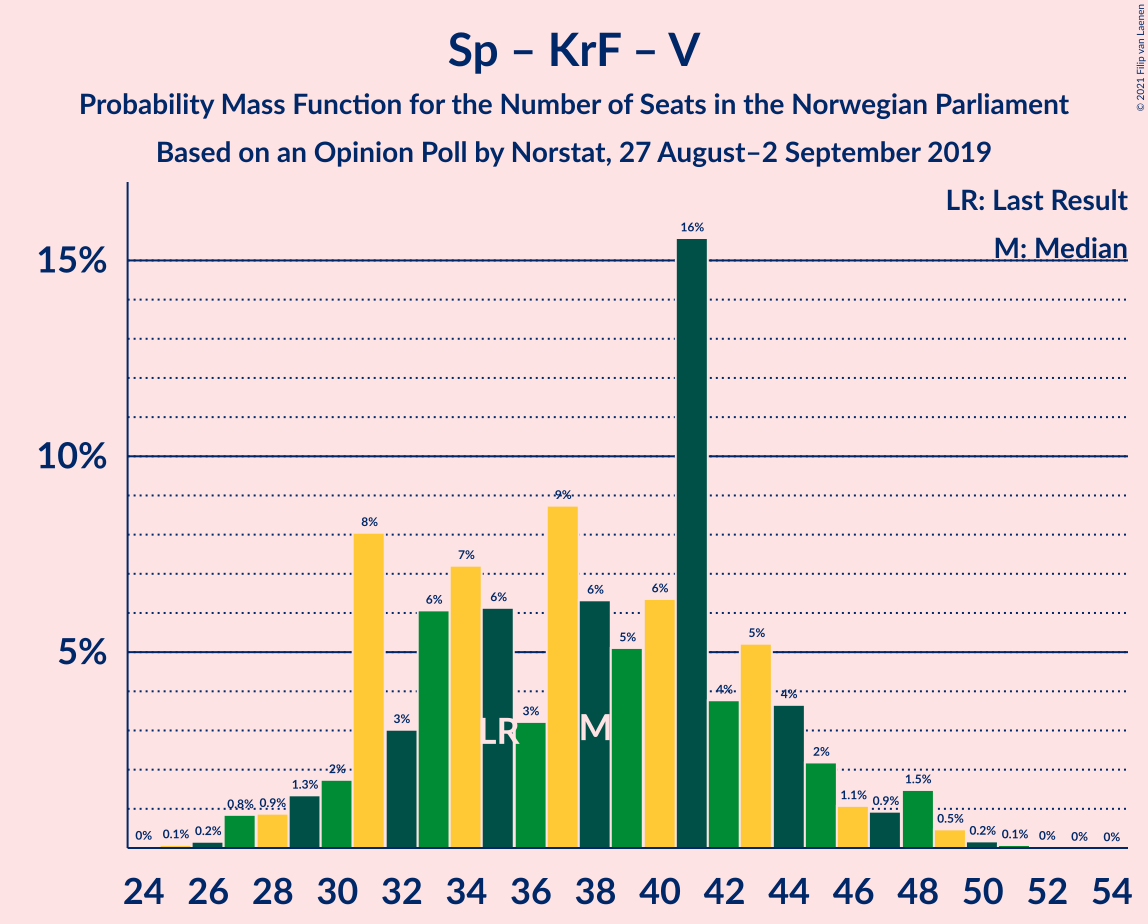 Sp – KrF – V
Probability Mass Function for the Number of Seats in the Norwegian Parliament
Based on an Opinion Poll by Norstat, 27 August–2 September 2019
© 2021 Filip van Laenen
LR: Last Result
M: Median
15%
10%
5%
0% 0.1% 0.2% 0.8% 0.9% 1.3% 2% 8% 3% 6% 7% 6% 3% 9% 6% 5% 6% 16% 4% 5% 4% 2% 1.1% 0.9% 1.5% 0.5% 0.2% 0.1% 0% 0% 0%
LR M
24 26 28 30 32 34 36 38 40 42 44 46 48 50 52 54